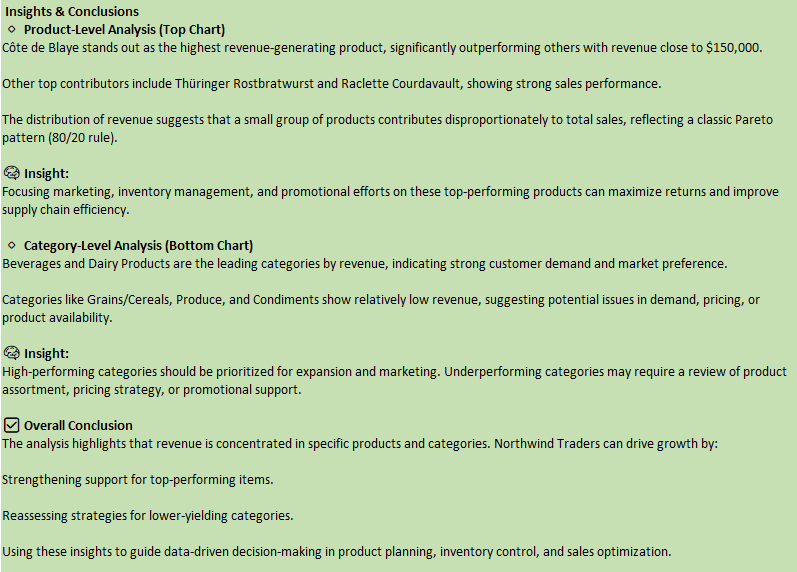 Insights & Conclusions
Product-Level Analysis (Top Chart)
Côte de Blaye stands out as the highest revenue-generating product, significantly outperforming others with revenue close to $150,000.
Other top contributors include Thüringer Rostbratwurst and Raclette Courdavault, showing strong sales performance.
The distribution of revenue suggests that a small group of products contributes disproportionately to total sales, reflecting a classic Pareto
pattern (80/20 rule).
Insight:
Focusing marketing, inventory management, and promotional efforts on these top-performing products can maximize returns and improve
supply chain efficiency.
Category-Level Analysis (Bottom Chart)
Beverages and Dairy Products are the leading categories by revenue, indicating strong customer demand and market preference.
Categories like Grains/Cereals, Produce, and Condiments show relatively low revenue, suggesting potential issues in demand, pricing, or
product availability.
Insight:
High-performing categories should be prioritized for expansion and marketing. Underperforming categories may require a review of product
assortment, pricing strategy, or promotional support.
Overall Conclusion
The analysis highlights that revenue is concentrated in specific products and categories. Northwind Traders can drive growth by:
Strengthening support for top-performing items.
Reassessing strategies for lower-yielding categories.
Using these insights to guide data-driven decision-making in product planning, inventory control, and sales optimization.